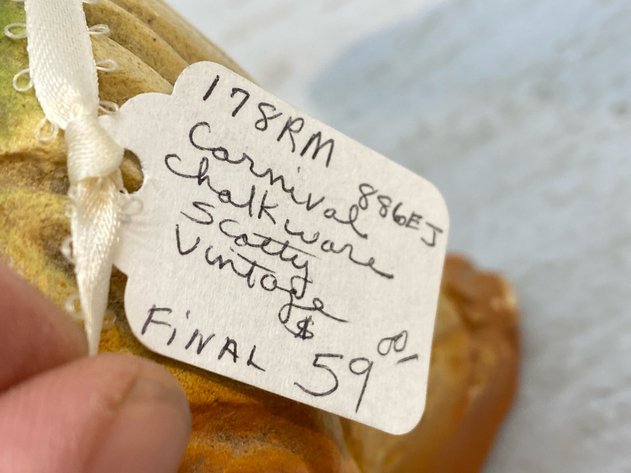 178RM
Carnival 886EJ
Chalkware
Scotty
Vintage
$
FiNAL 59 00